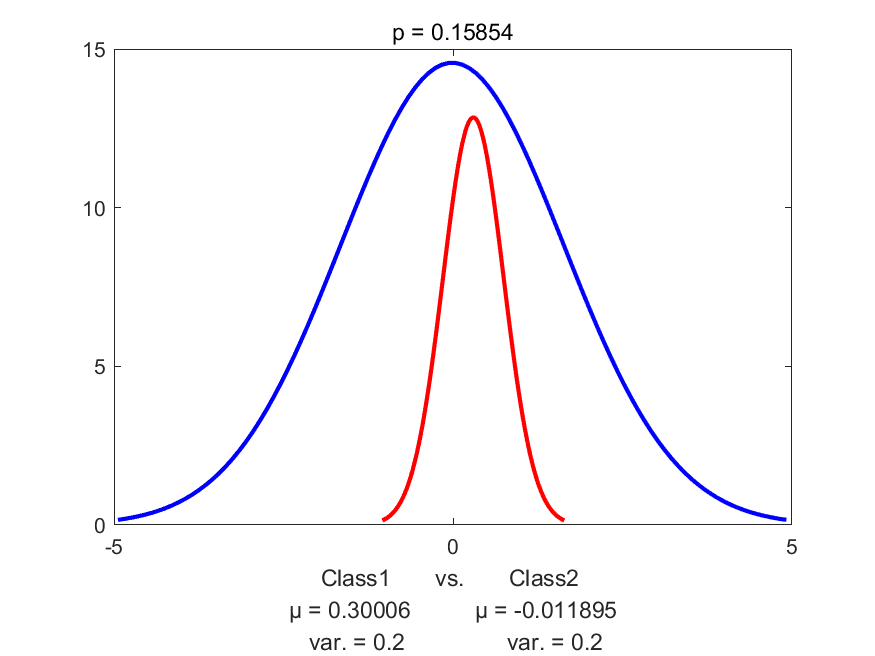 p = 0.15854
15
10
5
0
-5 0 5
Class1 vs. Class2
μ = 0.30006 μ = -0.011895
var. = 0.2 var. = 0.2